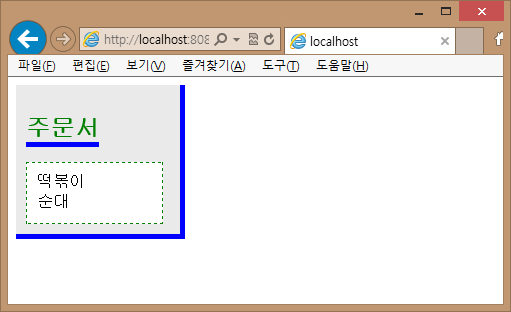 http://localhost:808
localhost
파일(F) 편집(E) 보기(V) 즐겨찾기(A) 도구(T) 도움말(H)
주문서
떡볶이
순대